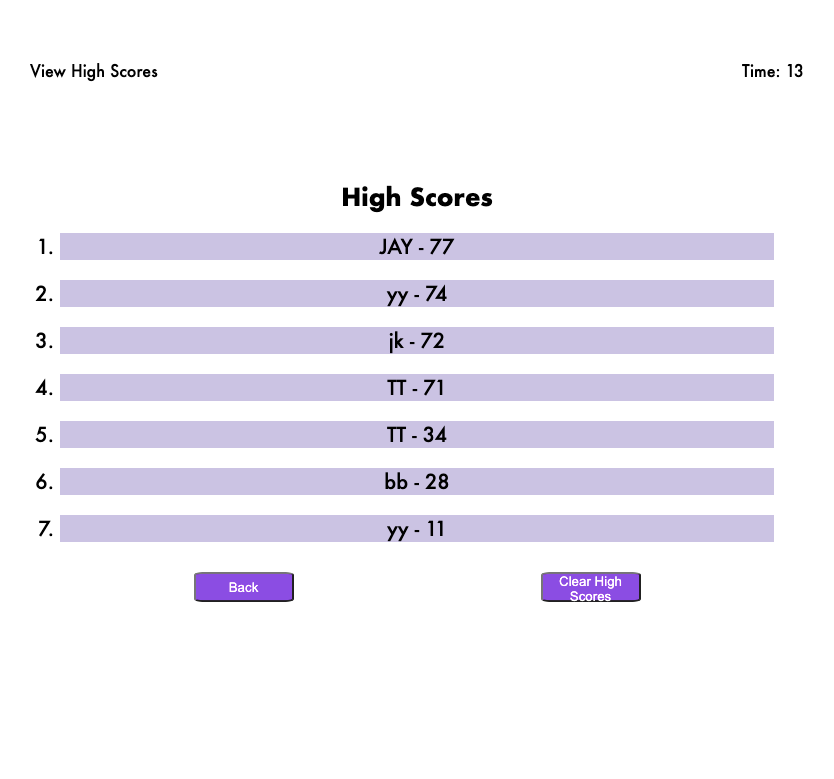 View High Scores
Time: 13
High Scores
1. JAY - 77
2. yy - 74
3. jk - 72
4. TT - 71
5. TT - 34
6. bb - 28
7. yy - 11
Back
Clear High
Scores